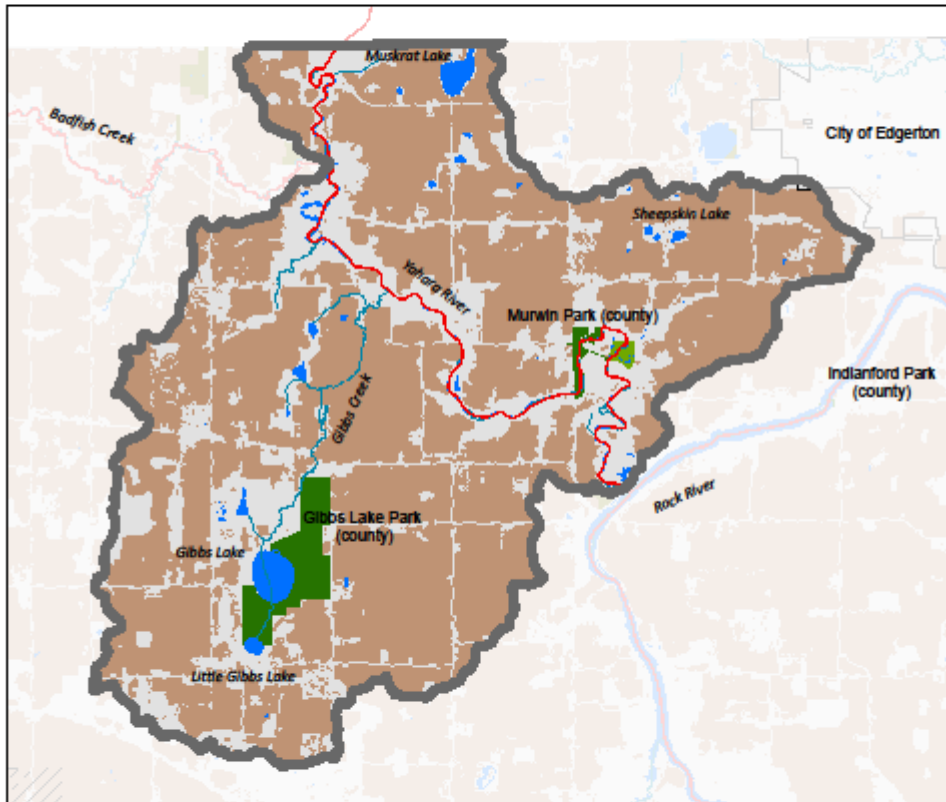 Muskrat Lake
Badfish Creek
City of Edgerton
Sheepskin Lake
Yahara River
Murwin Park (county)
Indianford Park
(county)
Gibbs Creek
Rock River
Gibbs Lake Park
(county)
Gibbs Lake
Little Gibbs Lake